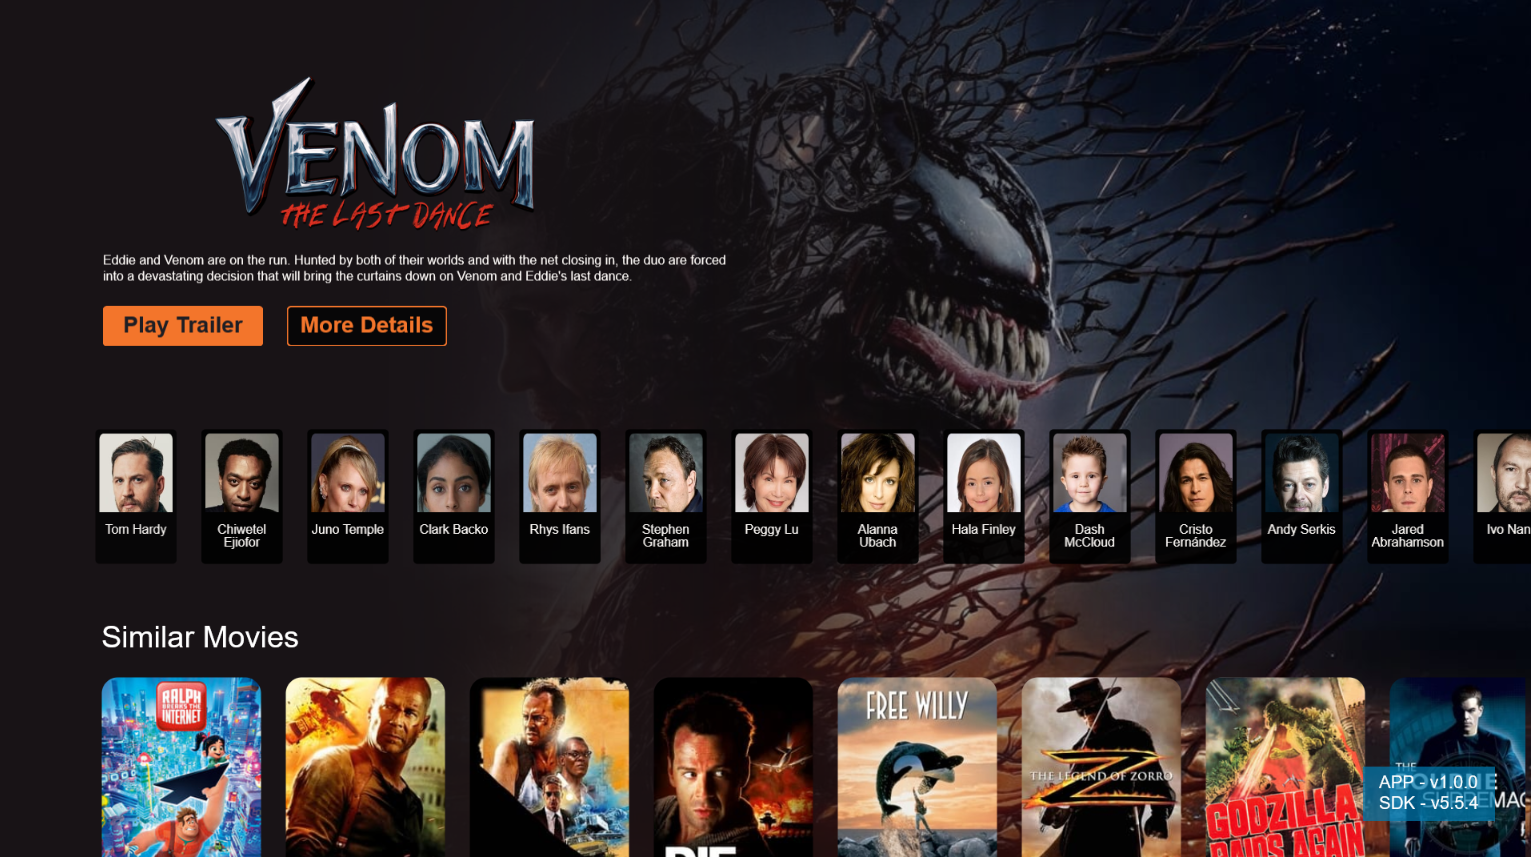 VENOM
THE LAST DANCE
Eddie and Venom are on the run. Hunted by both of their worlds and with the net closing in, the duo are forced
into a devastating decision that will bring the curtains down on Venom and Eddie's last dance.
Play Trailer
More Details
Tom Hardy
Chiwetel
Ejiofor
Juno Temple
Clark Backo
Rhys Ifans
Stephen
Graham
Peggy Lu
Alanna
Ubach
Hala Finley
Dash
McCloud
Cristo
Fernández
Andy Serkis
Jared
Abrahamson
Ivo Nan
Similar Movies
RALPH
BREAKS THE
INTERNET
DIE
FREE WILLY
THE LEGEND OF ZORRO
Z
GODZILLA
RAIDS AGAIN
THE
APP - v1.0.0
SDK - v5.5.4